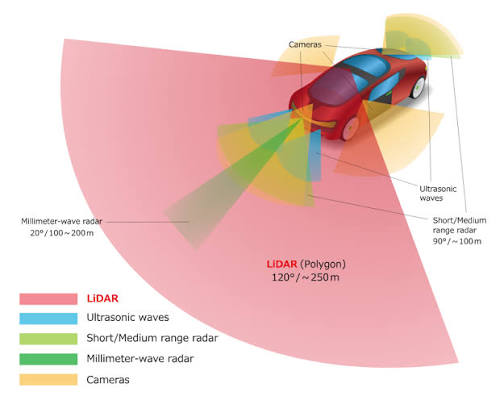 Cameras
Ultrasonic
waves
Short/Medium
range radar
90°/~100m
Millimeter-wave radar
20°/100~200m
LiDAR (Polygon)
120°/~250m
LiDAR
Ultrasonic waves
Short/Medium range radar
Millimeter-wave radar
Cameras